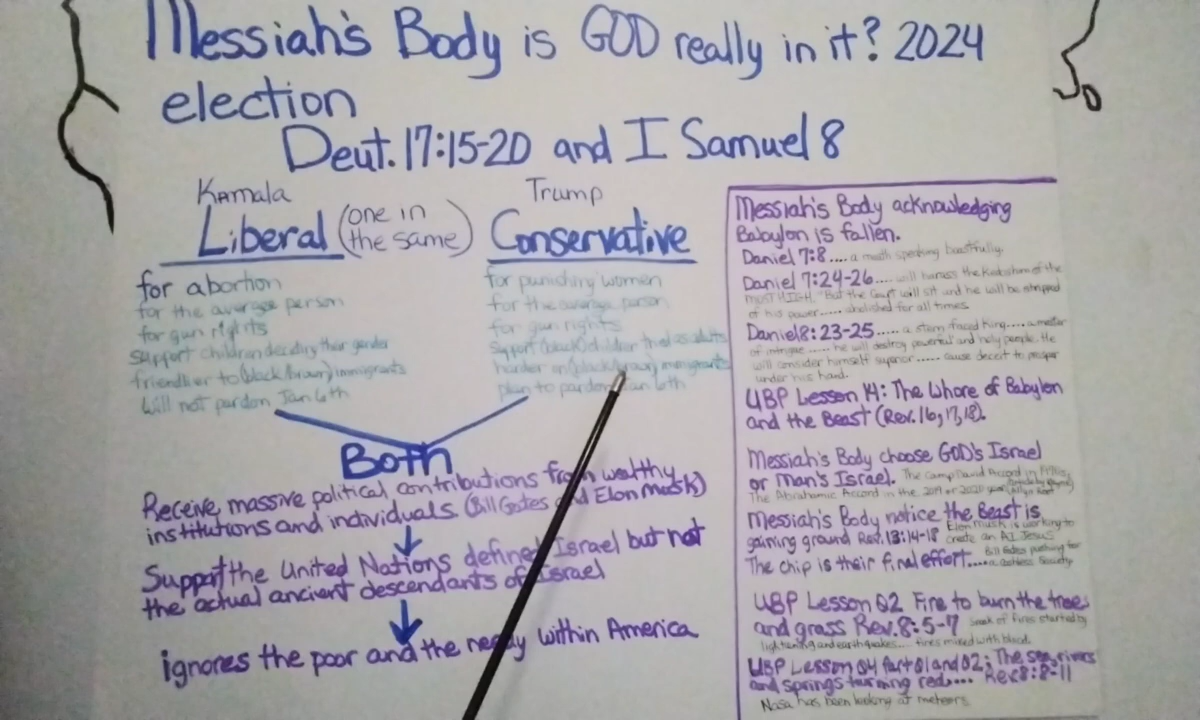 Messiah's Body is GOD really in it? 2024
election
Deut. 17:15-20 and I Samuel 8
Kamala
Liberal
(one in
the same)
Trump
Conservative
for abortion
for the average person
for gun rights
Support children deciding their gender
friendlier to (black/brown) immigrants
Will not pardon Jan 6th
for punishing women
for the average person
for gun rights
Support (black) children tried as adults
harder on (black/brown) immigrants
plan to pardon Jan 6th
Both
Receive massive political contributions from wealthy
institutions and individuals (Bill Gates and Elon Musk)
Support the United Nations defined Israel but not
the actual ancient descendants of Israel
ignores the poor and the needy within America
Messiah's Body acknowledging
Babylon is fallen.
Daniel 7:8.... a mouth speaking boastfully.
Daniel 7:24-26.... will harass the Kadoshim of the
MOST HIGH. But the Court will sit and he will be stripped
of his power..... abolished for all times.
Daniel 8:23-25..... a stern faced king.... a master
of intrigue..... he will destroy powerful and holy people. He
will consider himself superior...... cause deceit to prosper
under his hand.
UBP Lesson 14: The Whore of Babylon
and the Beast (Rev. 16, 17, 18).
Messiah's Body choose GOD's Israel
or Man's Israel. The Camp David Accord in 1970s
The Abrahamic Accord in the 2019 or 2020 year
Messiah's Body notice the Beast is
gaining ground Rev. 13:14-18 Elon Musk is working to
create an AI Jesus
The chip is their final effort.... Bill Gates pushing for
a cashless society
UBP Lesson 02 Fire to burn the trees
and grass Rev. 8:5-7 of fires started by
lightening and earthquakes.... fires mixed with blood.
UBP Lesson 04 Part 01 and 02: The sea, rivers
and springs turning red.... Rev 8:8-11
Nasa has been looking at meteors